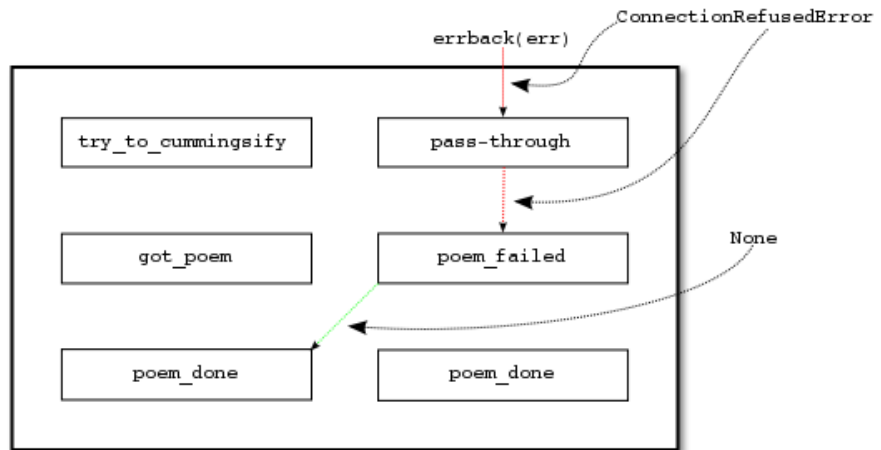 ConnectionRefusedError
errback(err)
try_to_cummingsify
pass-through
got_poem
poem_failed
None
poem_done
poem_done